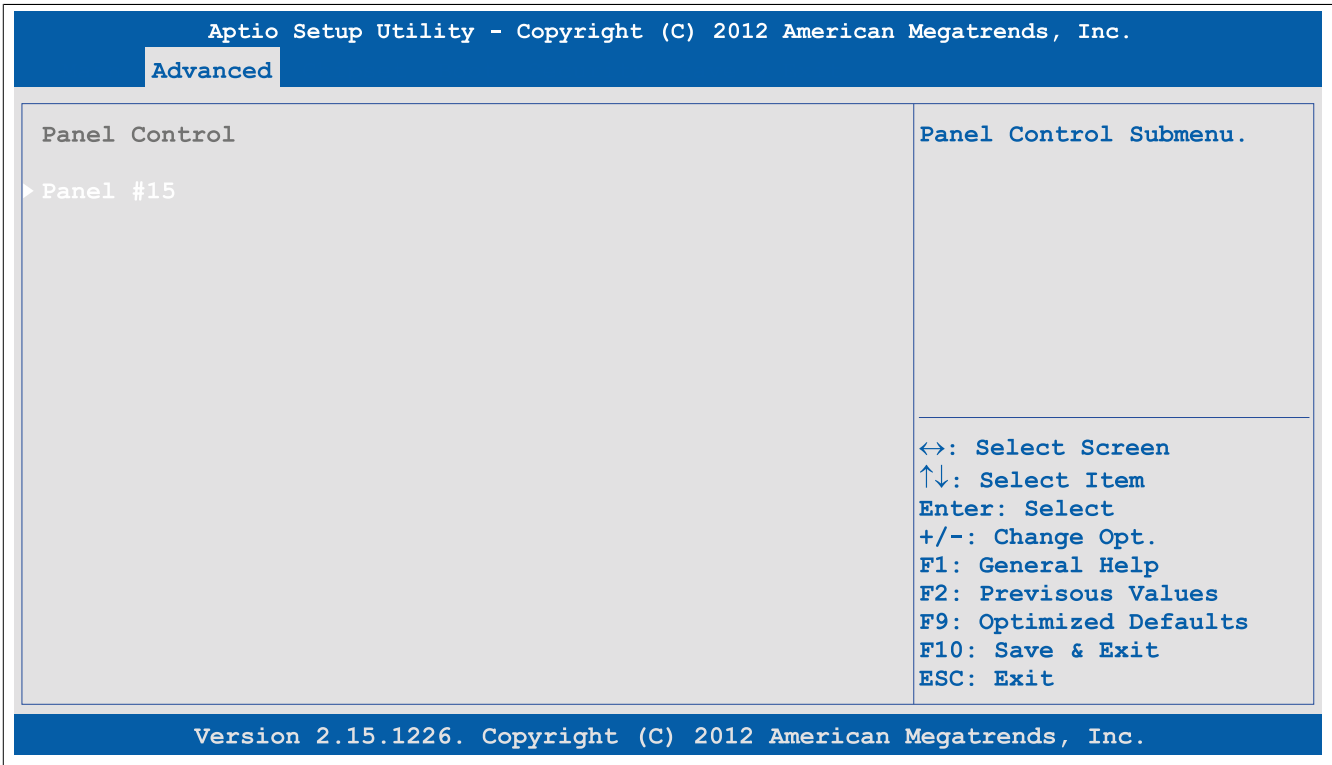 Aptio Setup Utility - Copyright (C) 2012 American Megatrends, Inc.
Advanced
Panel Control
Panel #15
Panel Control Submenu.
↔: Select Screen
↑↓: Select Item
Enter: Select
+/-: Change Opt.
F1: General Help
F2: Previsous Values
F9: Optimized Defaults
F10: Save & Exit
ESC: Exit
Version 2.15.1226. Copyright (C) 2012 American Megatrends, Inc.